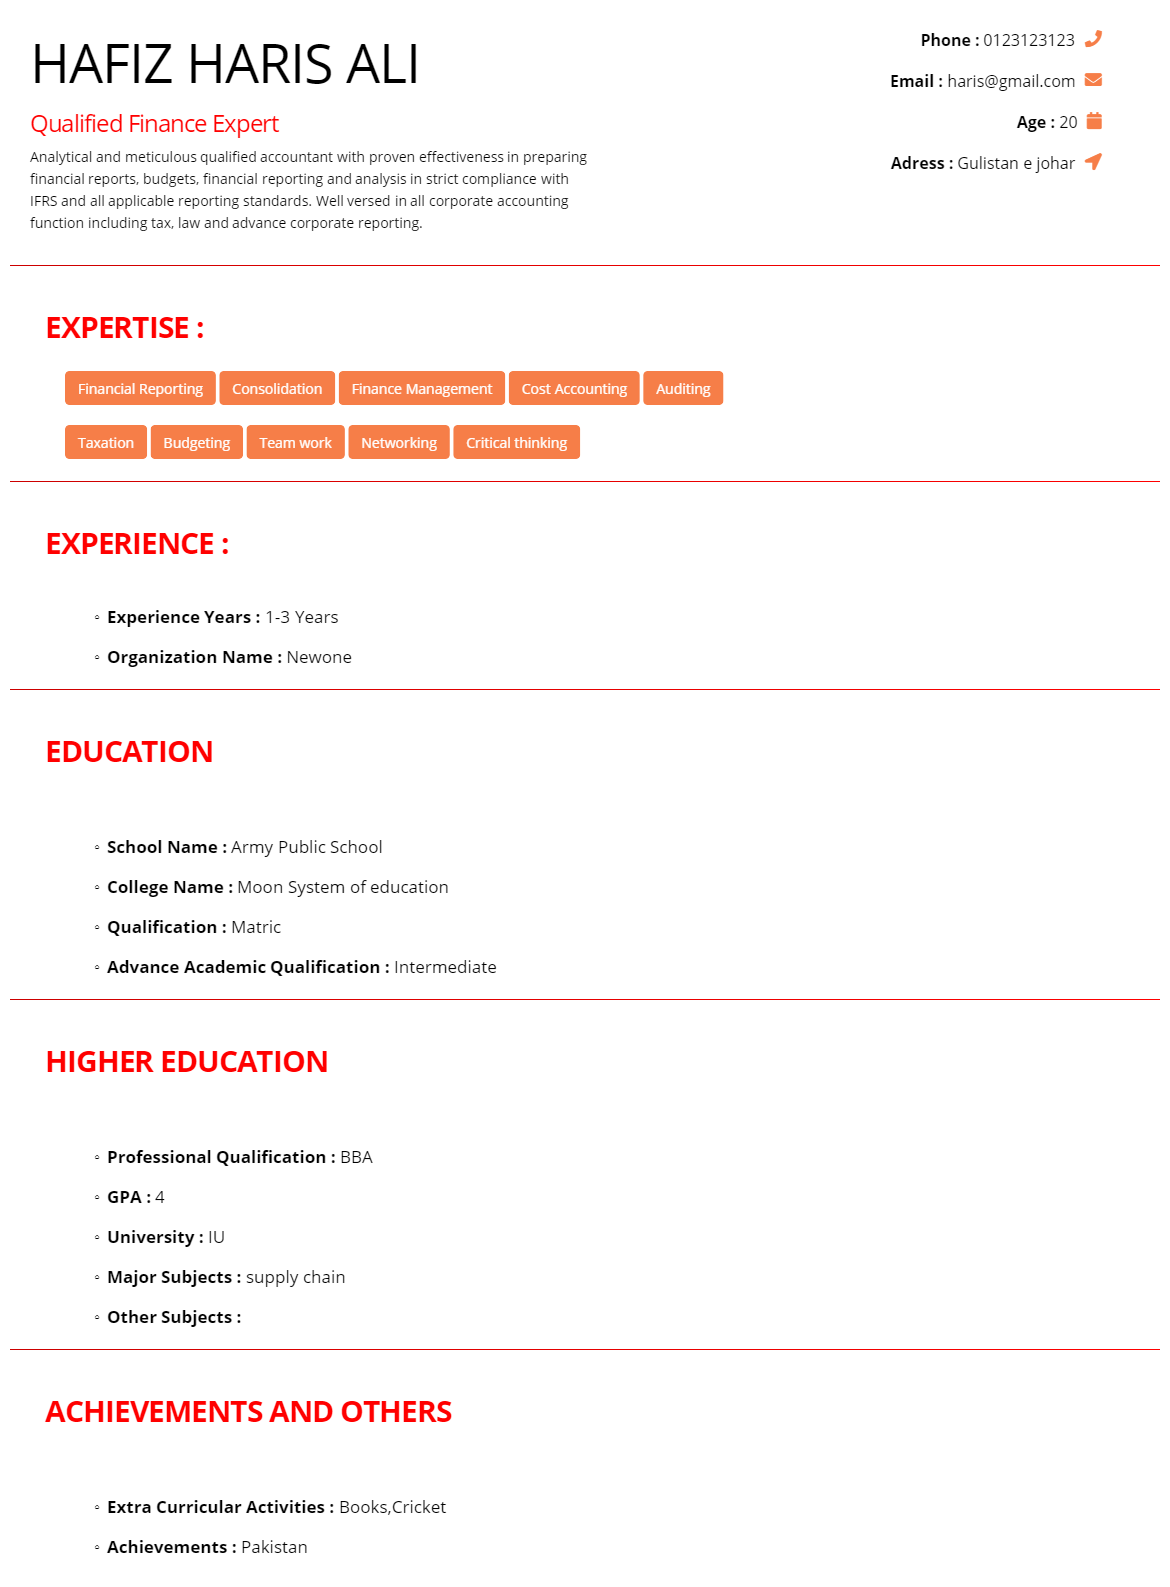 HAFIZ HARIS ALI
Qualified Finance Expert
Analytical and meticulous qualified accountant with proven effectiveness in preparing
financial reports, budgets, financial reporting and analysis in strict compliance with
IFRS and all applicable reporting standards. Well versed in all corporate accounting
function including tax, law and advance corporate reporting.
Phone : 0123123123
Email : haris@gmail.com
Age : 20
Adress : Gulistan e johar
EXPERTISE :
Financial Reporting Consolidation Finance Management Cost Accounting Auditing
Taxation Budgeting Team work Networking Critical thinking
EXPERIENCE :
◦ Experience Years : 1-3 Years
◦ Organization Name : Newone
EDUCATION
◦ School Name : Army Public School
◦ College Name : Moon System of education
◦ Qualification : Matric
◦ Advance Academic Qualification : Intermediate
HIGHER EDUCATION
◦ Professional Qualification : BBA
◦ GPA : 4
◦ University : IU
◦ Major Subjects : supply chain
◦ Other Subjects :
ACHIEVEMENTS AND OTHERS
◦ Extra Curricular Activities : Books,Cricket
◦ Achievements : Pakistan